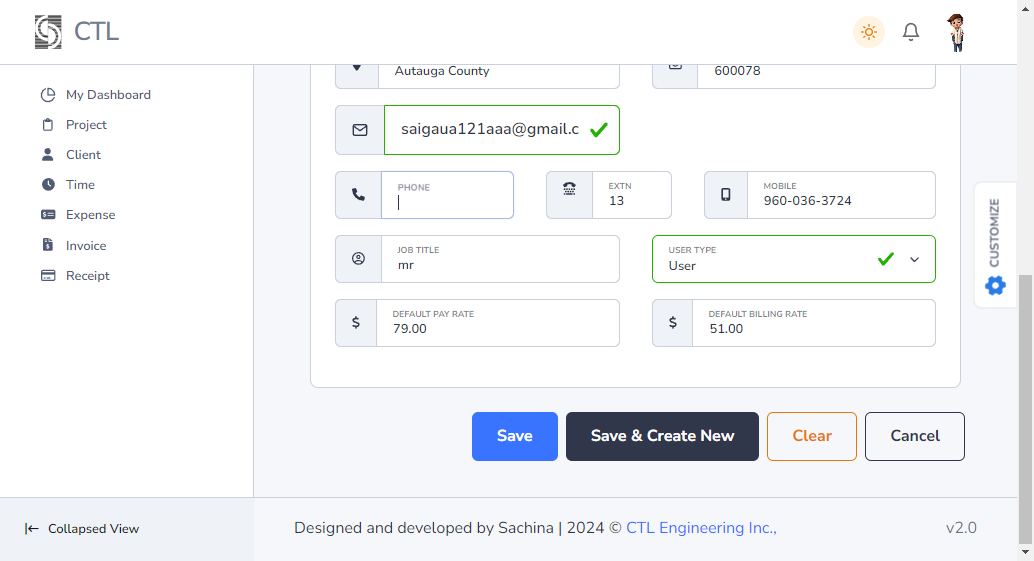 CTL
My Dashboard
Project
Client
Time
Expense
Invoice
Receipt
Autauga County
600078
saigaua121aaa@gmail.c
PHONE
EXTN
13
MOBILE
960-036-3724
JOB TITLE
mr
USER TYPE
User
DEFAULT PAY RATE
79.00
DEFAULT BILLING RATE
51.00
CUSTOMIZE
Save
Save & Create New
Clear
Cancel
Collapsed View
Designed and developed by Sachina | 2024 © CTL Engineering Inc.,
v2.0